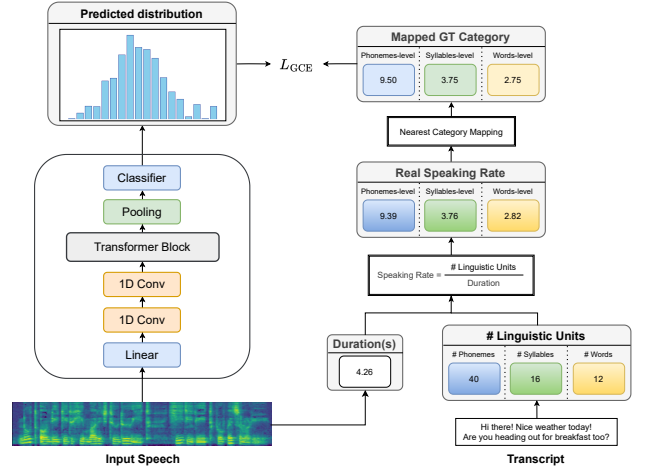 Predicted distribution
L_GCE
Mapped GT Category
Phonemes-level Syllables-level Words-level
9.50 3.75 2.75
Nearest Category Mapping
Real Speaking Rate
Phonemes-level Syllables-level Words-level
9.39 3.76 2.82
Speaking Rate = # Linguistic Units / Duration
Classifier
Pooling
Transformer Block
1D Conv
1D Conv
Linear
Duration(s)
4.26
# Linguistic Units
# Phonemes # Syllables # Words
40 16 12
Hi there! Nice weather today!
Are you heading out for breakfast too?
Input Speech
Transcript